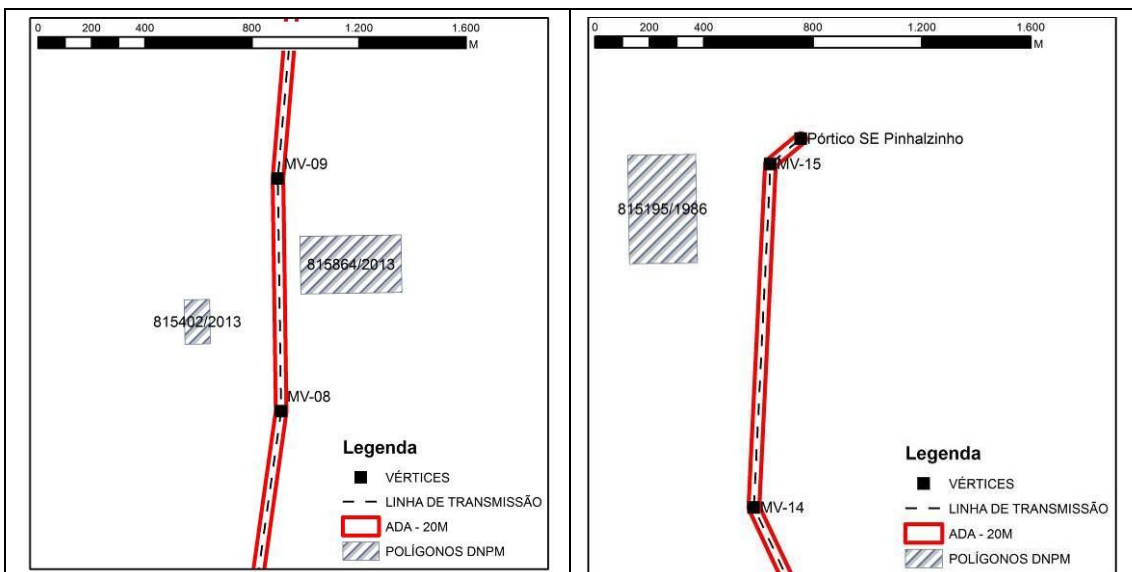 0 200 400 800 1.200 1.600
M
MV-09
815864/2013
815402/2013
MV-08
Legenda
VÉRTICES
LINHA DE TRANSMISSÃO
ADA - 20M
POLÍGONOS DNPM
0 200 400 800 1.200 1.600
M
Pórtico SE Pinhalzinho
MV-15
815195/1986
MV-14
Legenda
VÉRTICES
LINHA DE TRANSMISSÃO
ADA - 20M
POLÍGONOS DNPM